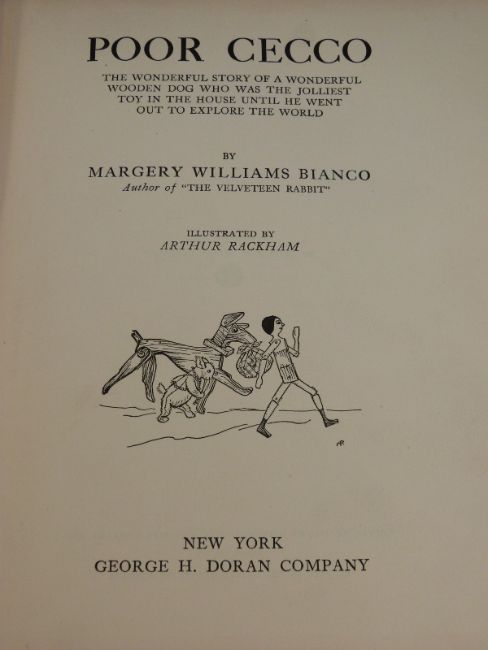 POOR CECCO
THE WONDERFUL STORY OF A WONDERFUL
WOODEN DOG WHO WAS THE JOLLIEST
TOY IN THE HOUSE UNTIL HE WENT
OUT TO EXPLORE THE WORLD
BY
MARGERY WILLIAMS BIANCO
Author of "THE VELVETEEN RABBIT"
ILLUSTRATED BY
ARTHUR RACKHAM
AR
NEW YORK
GEORGE H. DORAN COMPANY